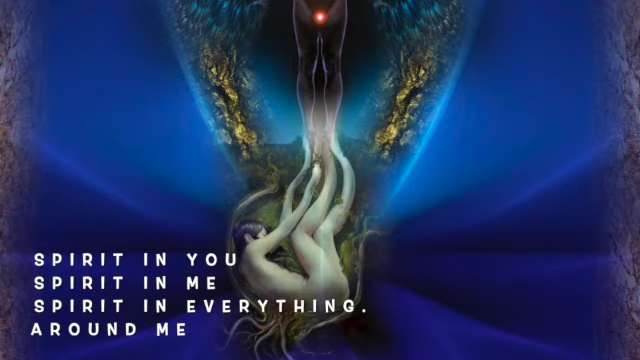 SPIRIT IN YOU
SPIRIT IN ME
SPIRIT IN EVERYTHING.
AROUND ME